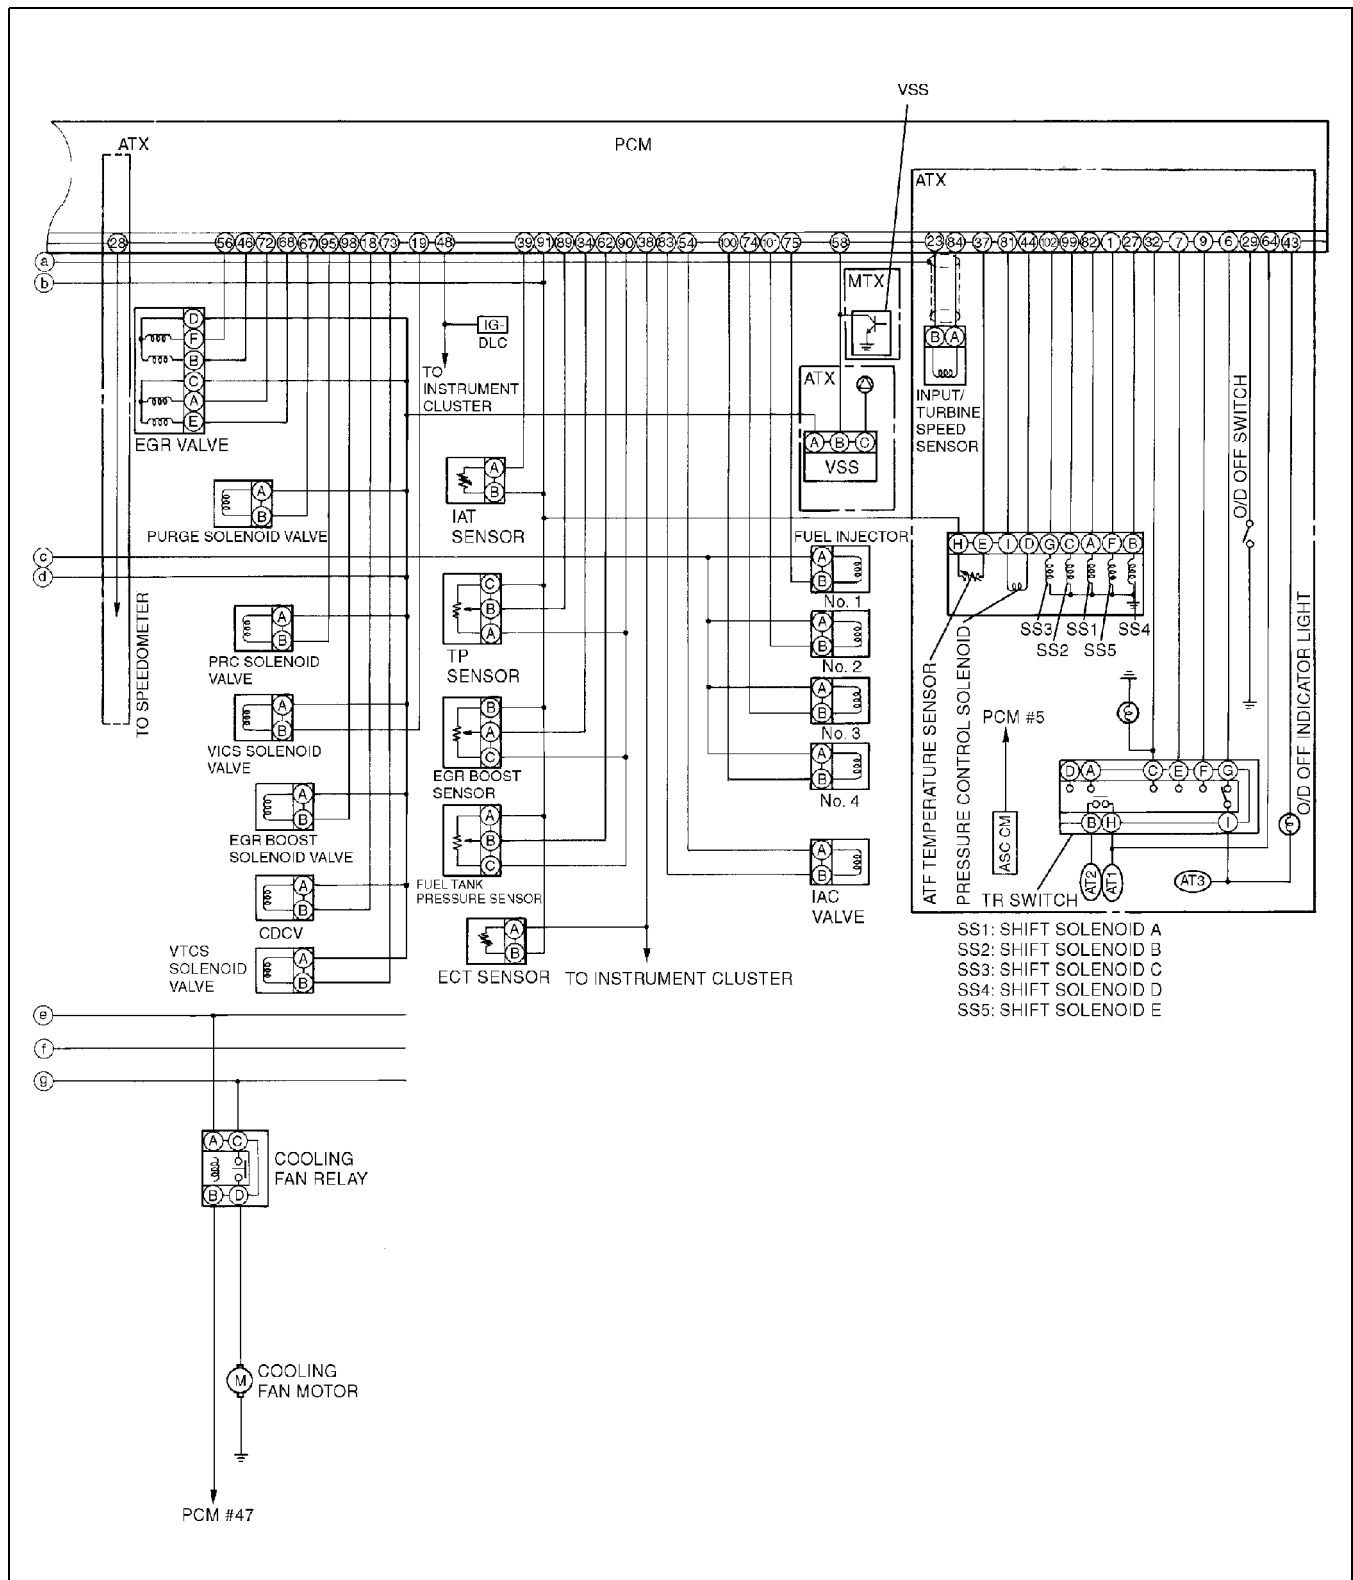 VSS
ATX
PCM
ATX
28 56 46 72 68 67 95 98 18 73 19 48 39 91 89 34 62 90 38 83 54 100 74 101 75 58 23 84 37 81 44 102 99 82 1 27 32 7 9 6 29 64 43
a
b
MTX
D
F
B
C
A
E
EGR VALVE
IG-
DLC
TO
INSTRUMENT
CLUSTER
ATX
A B C
VSS
B A
INPUT/
TURBINE
SPEED
SENSOR
O/D OFF SWITCH
A
B
PURGE SOLENOID VALVE
A
B
IAT
SENSOR
c
d
FUEL INJECTOR
A
B
No. 1
A
B
No. 2
A
B
No. 3
A
B
No. 4
H E I D G C A F B
SS3 SS1 SS4
SS2 SS5
TO SPEEDOMETER
A
B
PRC SOLENOID
VALVE
C
B
A
TP
SENSOR
A
B
VICS SOLENOID
VALVE
B
A
C
EGR BOOST
SENSOR
A
B
EGR BOOST
SOLENOID VALVE
A
B
C
FUEL TANK
PRESSURE SENSOR
A
B
CDCV
A
B
IAC
VALVE
ATF TEMPERATURE SENSOR
PRESSURE CONTROL SOLENOID
PCM #5
ASC CM
D A C E F G
B H I
AT2
AT1
AT3
TR SWITCH
O/D OFF INDICATOR LIGHT
VTCS
SOLENOID
VALVE
A
B
A
B
ECT SENSOR
TO INSTRUMENT CLUSTER
SS1: SHIFT SOLENOID A
SS2: SHIFT SOLENOID B
SS3: SHIFT SOLENOID C
SS4: SHIFT SOLENOID D
SS5: SHIFT SOLENOID E
e
f
g
A C
B D
COOLING
FAN RELAY
M
COOLING
FAN MOTOR
PCM #47